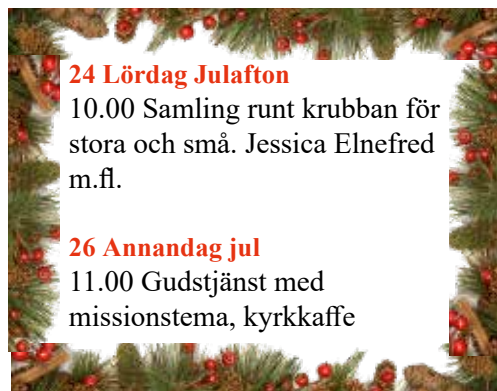 24 Lördag Julafton
10.00 Samling runt krubban för
stora och små. Jessica Elnefred
m.fl.
26 Annandag jul
11.00 Gudstjänst med
missionstema, kyrkkaffe